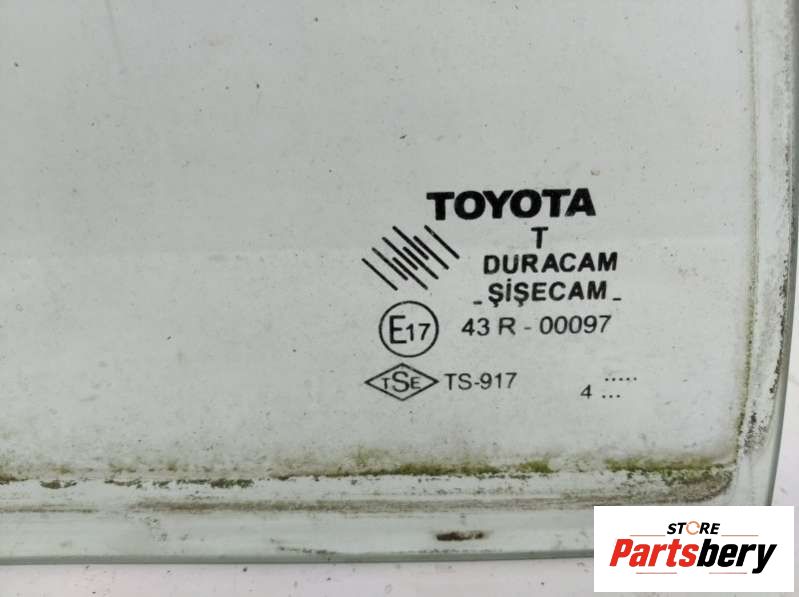 TOYOTA
T
DURACAM
_ŞİŞECAM_
E17 43 R - 00097
TSE TS-917
.....
4 ...
STORE
Partsbery